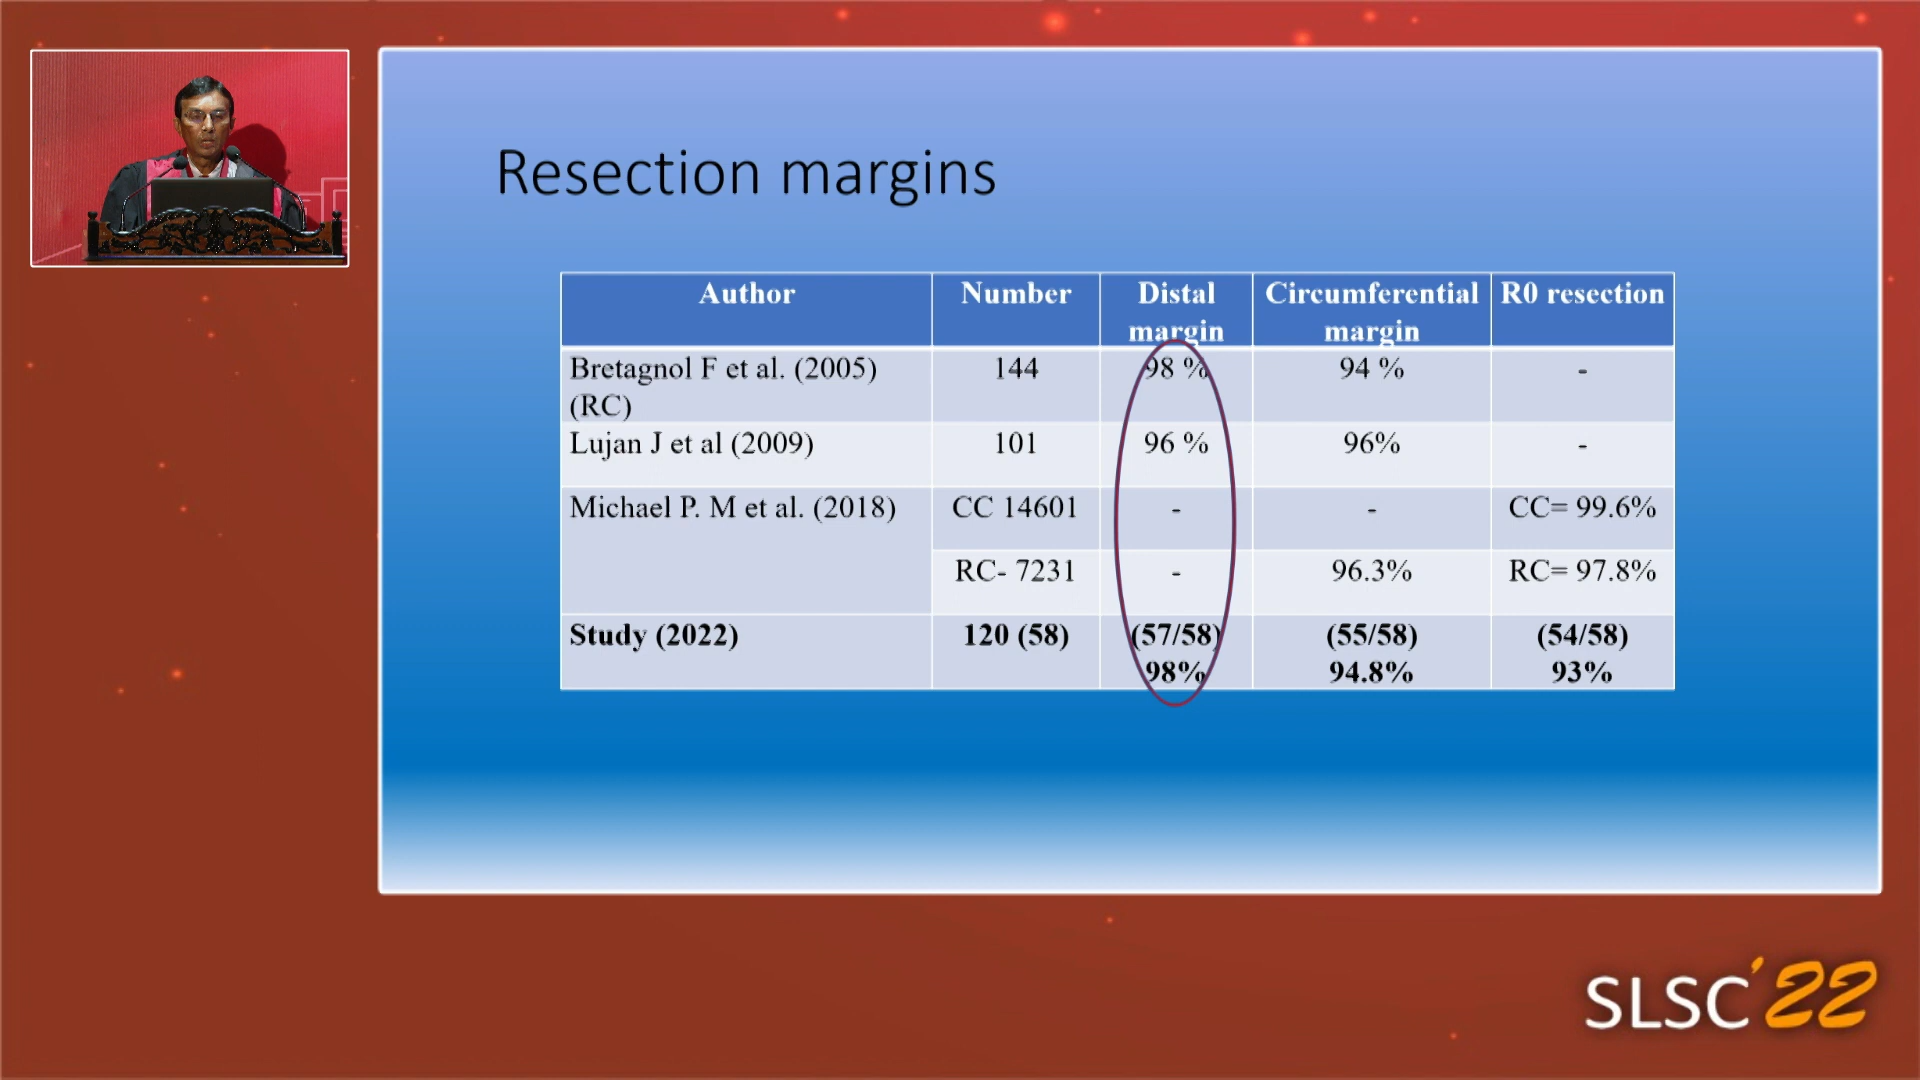 Resection margins
Author Number Distal margin Circumferential margin R0 resection
Bretagnol F et al. (2005) (RC) 144 98 % 94 % -
Lujan J et al (2009) 101 96 % 96% -
Michael P. M et al. (2018) CC 14601 - - CC= 99.6%
RC- 7231 - 96.3% RC= 97.8%
Study (2022) 120 (58) (57/58) 98% (55/58) 94.8% (54/58) 93%
SLSC'22